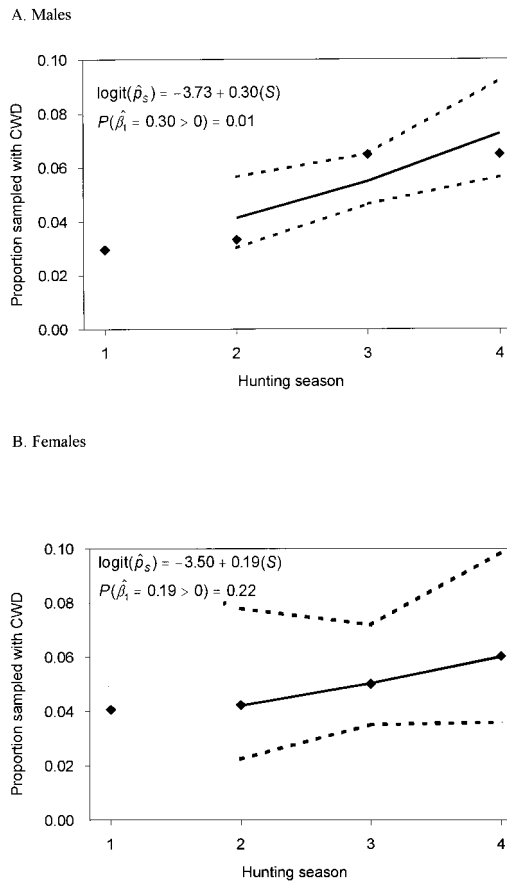 A. Males
0.10
logit(p̂s) = −3.73 + 0.30(S)
P(β̂1 = 0.30 > 0) = 0.01
0.08
0.06
0.04
0.02
0.00
Proportion sampled with CWD
1 2 3 4
Hunting season
B. Females
0.10
logit(p̂s) = −3.50 + 0.19(S)
P(β̂1 = 0.19 > 0) = 0.22
0.08
0.06
0.04
0.02
0.00
Proportion sampled with CWD
1 2 3 4
Hunting season